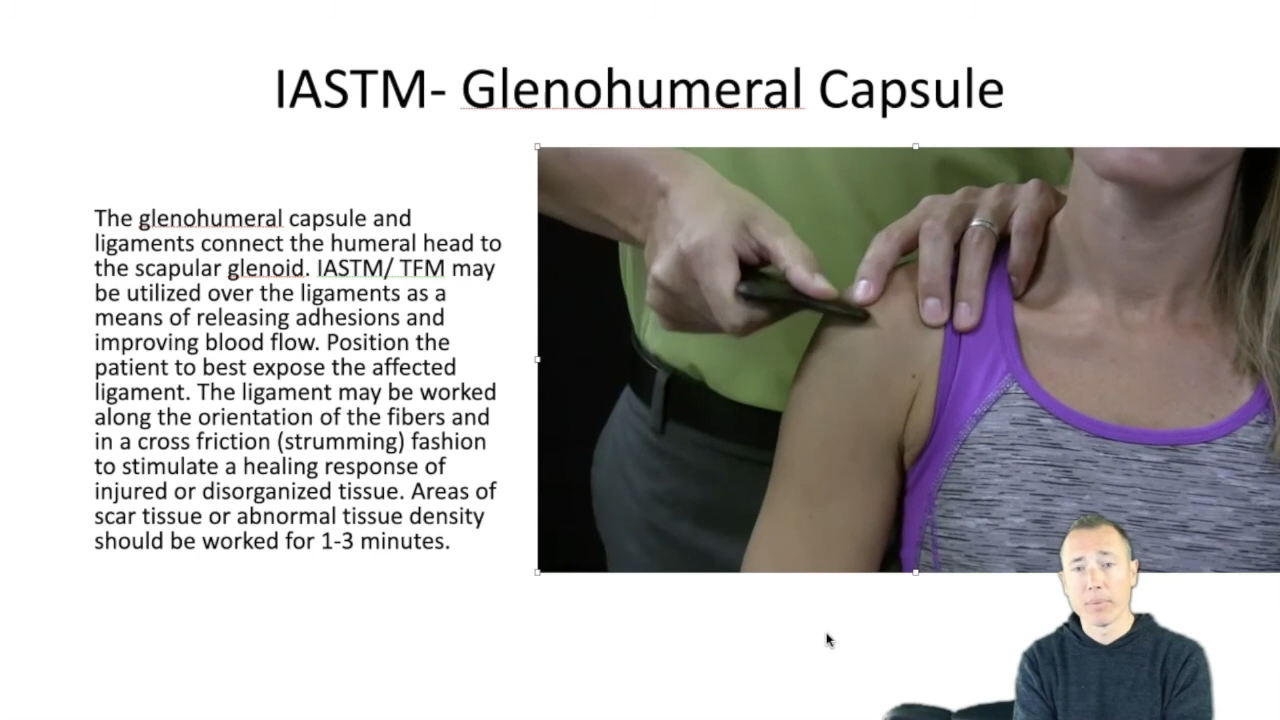 IASTM- Glenohumeral Capsule
The glenohumeral capsule and
ligaments connect the humeral head to
the scapular glenoid. IASTM/ TFM may
be utilized over the ligaments as a
means of releasing adhesions and
improving blood flow. Position the
patient to best expose the affected
ligament. The ligament may be worked
along the orientation of the fibers and
in a cross friction (strumming) fashion
to stimulate a healing response of
injured or disorganized tissue. Areas of
scar tissue or abnormal tissue density
should be worked for 1-3 minutes.